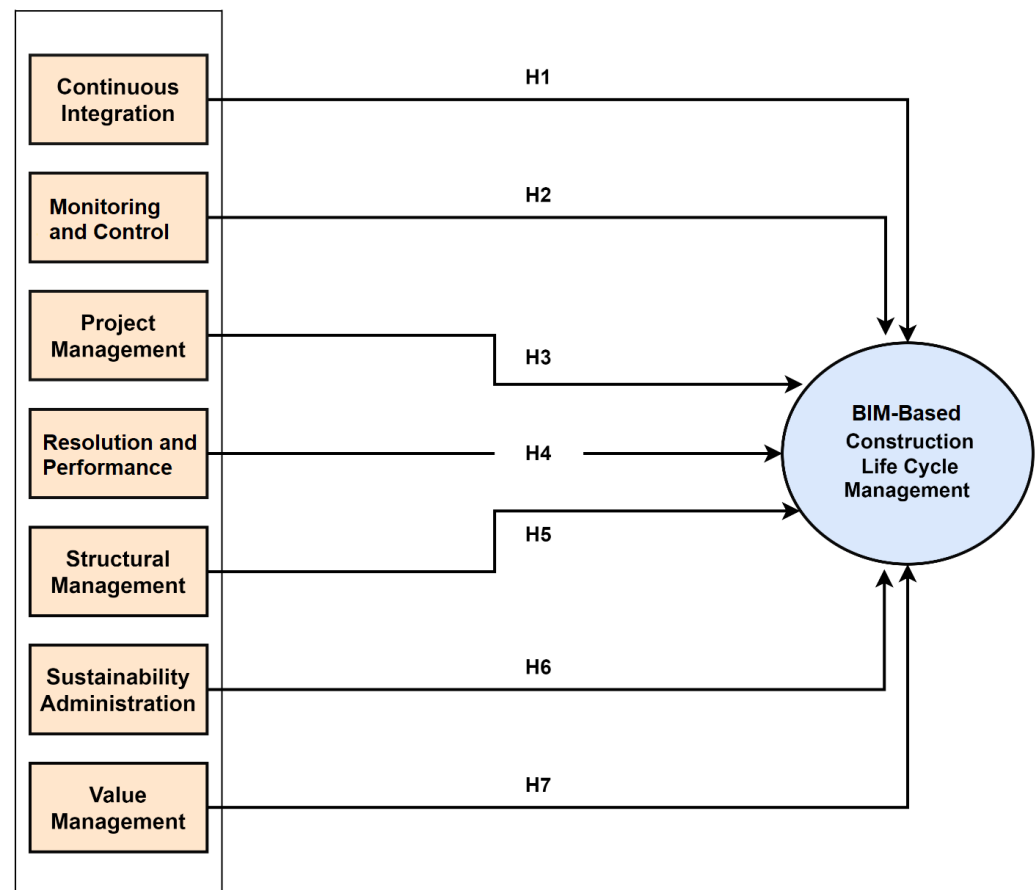 Continuous
Integration
H1
Monitoring
and Control
H2
Project
Management
H3
Resolution and
Performance
H4
Structural
Management
H5
Sustainability
Administration
H6
Value
Management
H7
BIM-Based
Construction
Life Cycle
Management